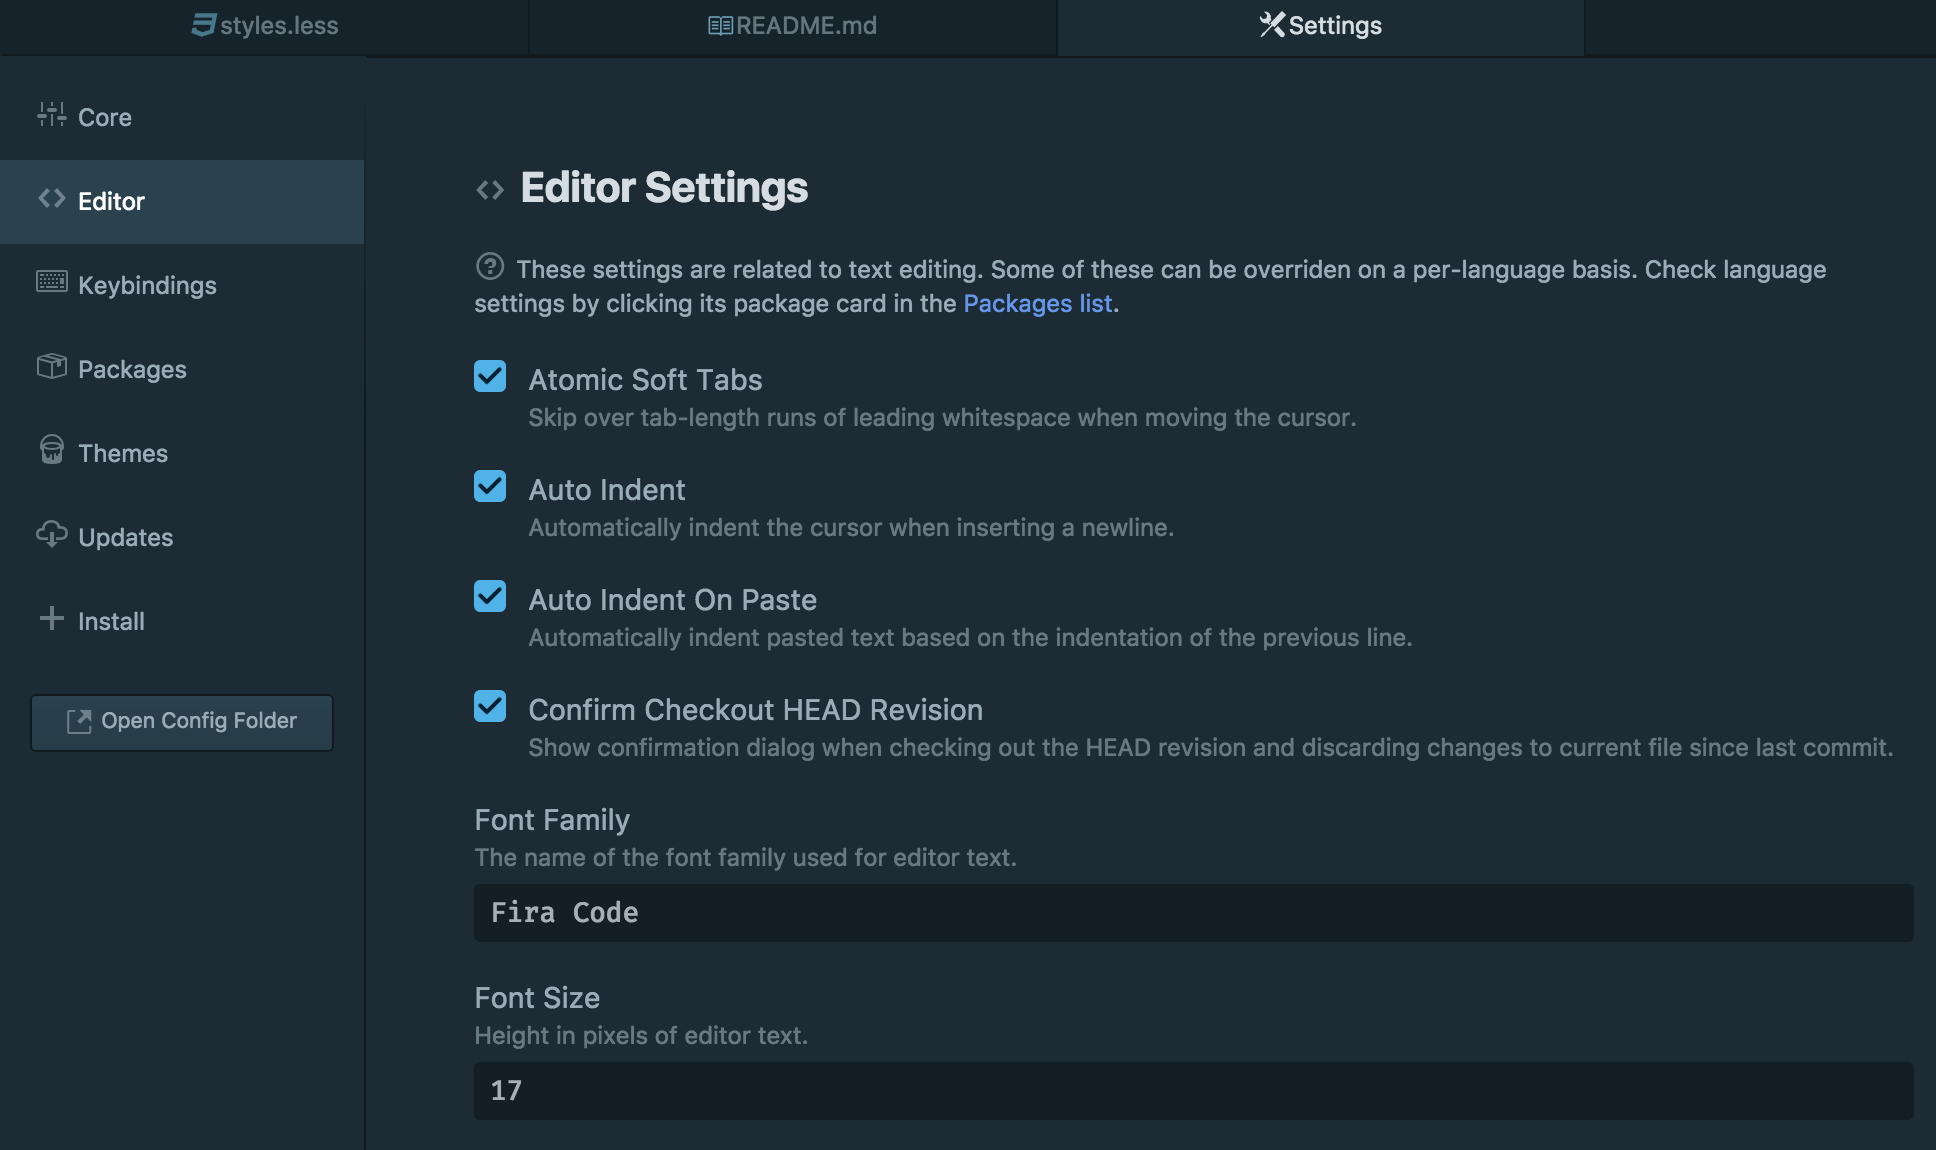 styles.less
README.md
Settings
Core
Editor
Keybindings
Packages
Themes
Updates
Install
Open Config Folder
Editor Settings
These settings are related to text editing. Some of these can be overriden on a per-language basis. Check language
settings by clicking its package card in the Packages list.
Atomic Soft Tabs
Skip over tab-length runs of leading whitespace when moving the cursor.
Auto Indent
Automatically indent the cursor when inserting a newline.
Auto Indent On Paste
Automatically indent pasted text based on the indentation of the previous line.
Confirm Checkout HEAD Revision
Show confirmation dialog when checking out the HEAD revision and discarding changes to current file since last commit.
Font Family
The name of the font family used for editor text.
Fira Code
Font Size
Height in pixels of editor text.
17